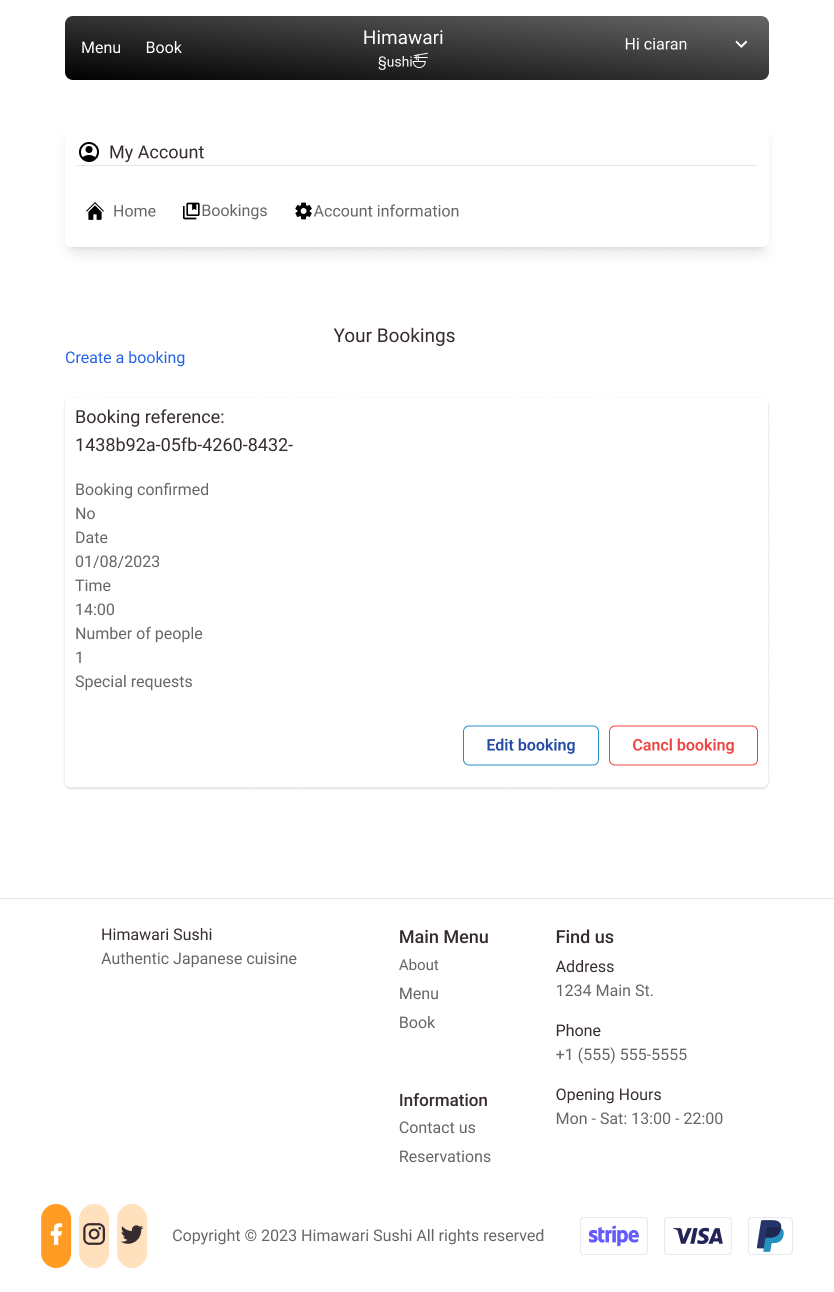 Menu Book
Himawari
§ushi
Hi ciaran
My Account
Home Bookings Account information
Your Bookings
Create a booking
Booking reference:
1438b92a-05fb-4260-8432-
Booking confirmed
No
Date
01/08/2023
Time
14:00
Number of people
1
Special requests
Edit booking Cancl booking
Himawari Sushi
Authentic Japanese cuisine
Main Menu
About
Menu
Book
Information
Contact us
Reservations
Find us
Address
1234 Main St.
Phone
+1 (555) 555-5555
Opening Hours
Mon - Sat: 13:00 - 22:00
Copyright © 2023 Himawari Sushi All rights reserved
stripe VISA